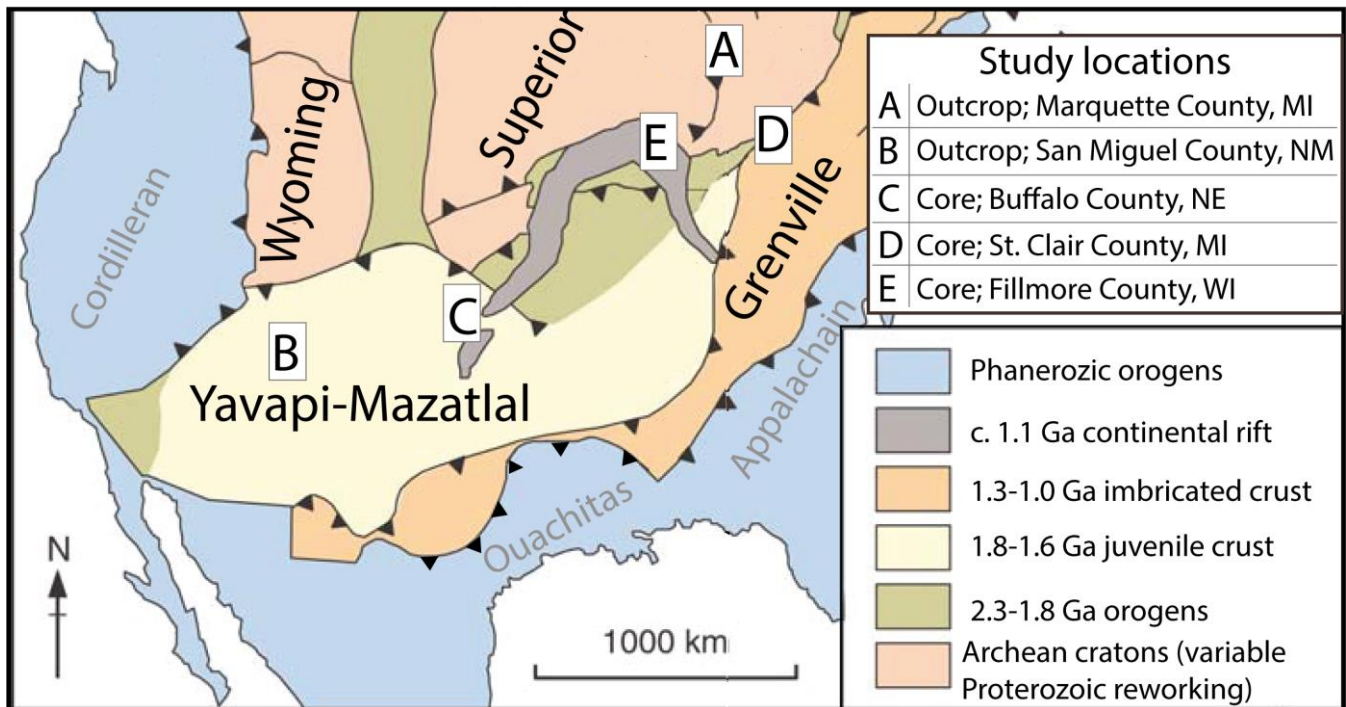 Study locations
A Outcrop; Marquette County, MI
B Outcrop; San Miguel County, NM
C Core; Buffalo County, NE
D Core; St. Clair County, MI
E Core; Fillmore County, WI
Superior
A
E
D
Wyoming
Cordilleran
Grenville
C
B
Yavapi-Mazatlal
Appalachain
Ouachitas
N
1000 km
Phanerozic orogens
c. 1.1 Ga continental rift
1.3-1.0 Ga imbricated crust
1.8-1.6 Ga juvenile crust
2.3-1.8 Ga orogens
Archean cratons (variable
Proterozoic reworking)